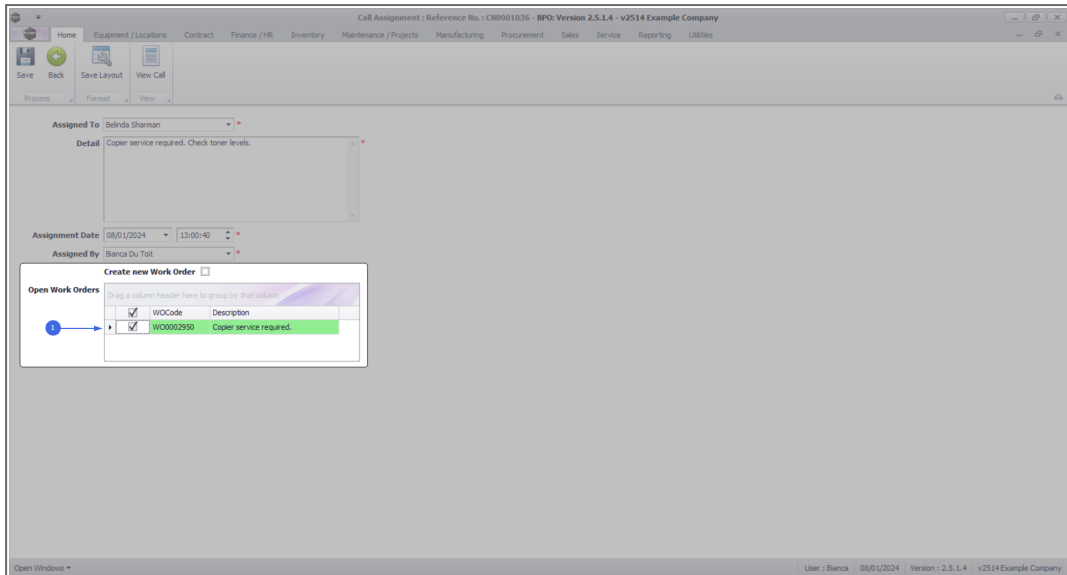 Call Assignment : Reference No. : CN0001036 - BPO: Version 2.5.1.4 - v2514 Example Company
Home Equipment / Locations Contract Finance / HR Inventory Maintenance / Projects Manufacturing Procurement Sales Service Reporting Utilities
Save Back Save Layout View Call
Process Format View
Assigned To Belinda Sharman *
Detail Copier service required. Check toner levels. *
Assignment Date 08/01/2024 13:00:40 *
Assigned By Bianca Du Toit *
Create new Work Order
Open Work Orders
Drag a column header here to group by that column
WOCode Description
1 WO0002950 Copier service required.
Open Windows User : Bianca 08/01/2024 Version : 2.5.1.4 v2514 Example Company